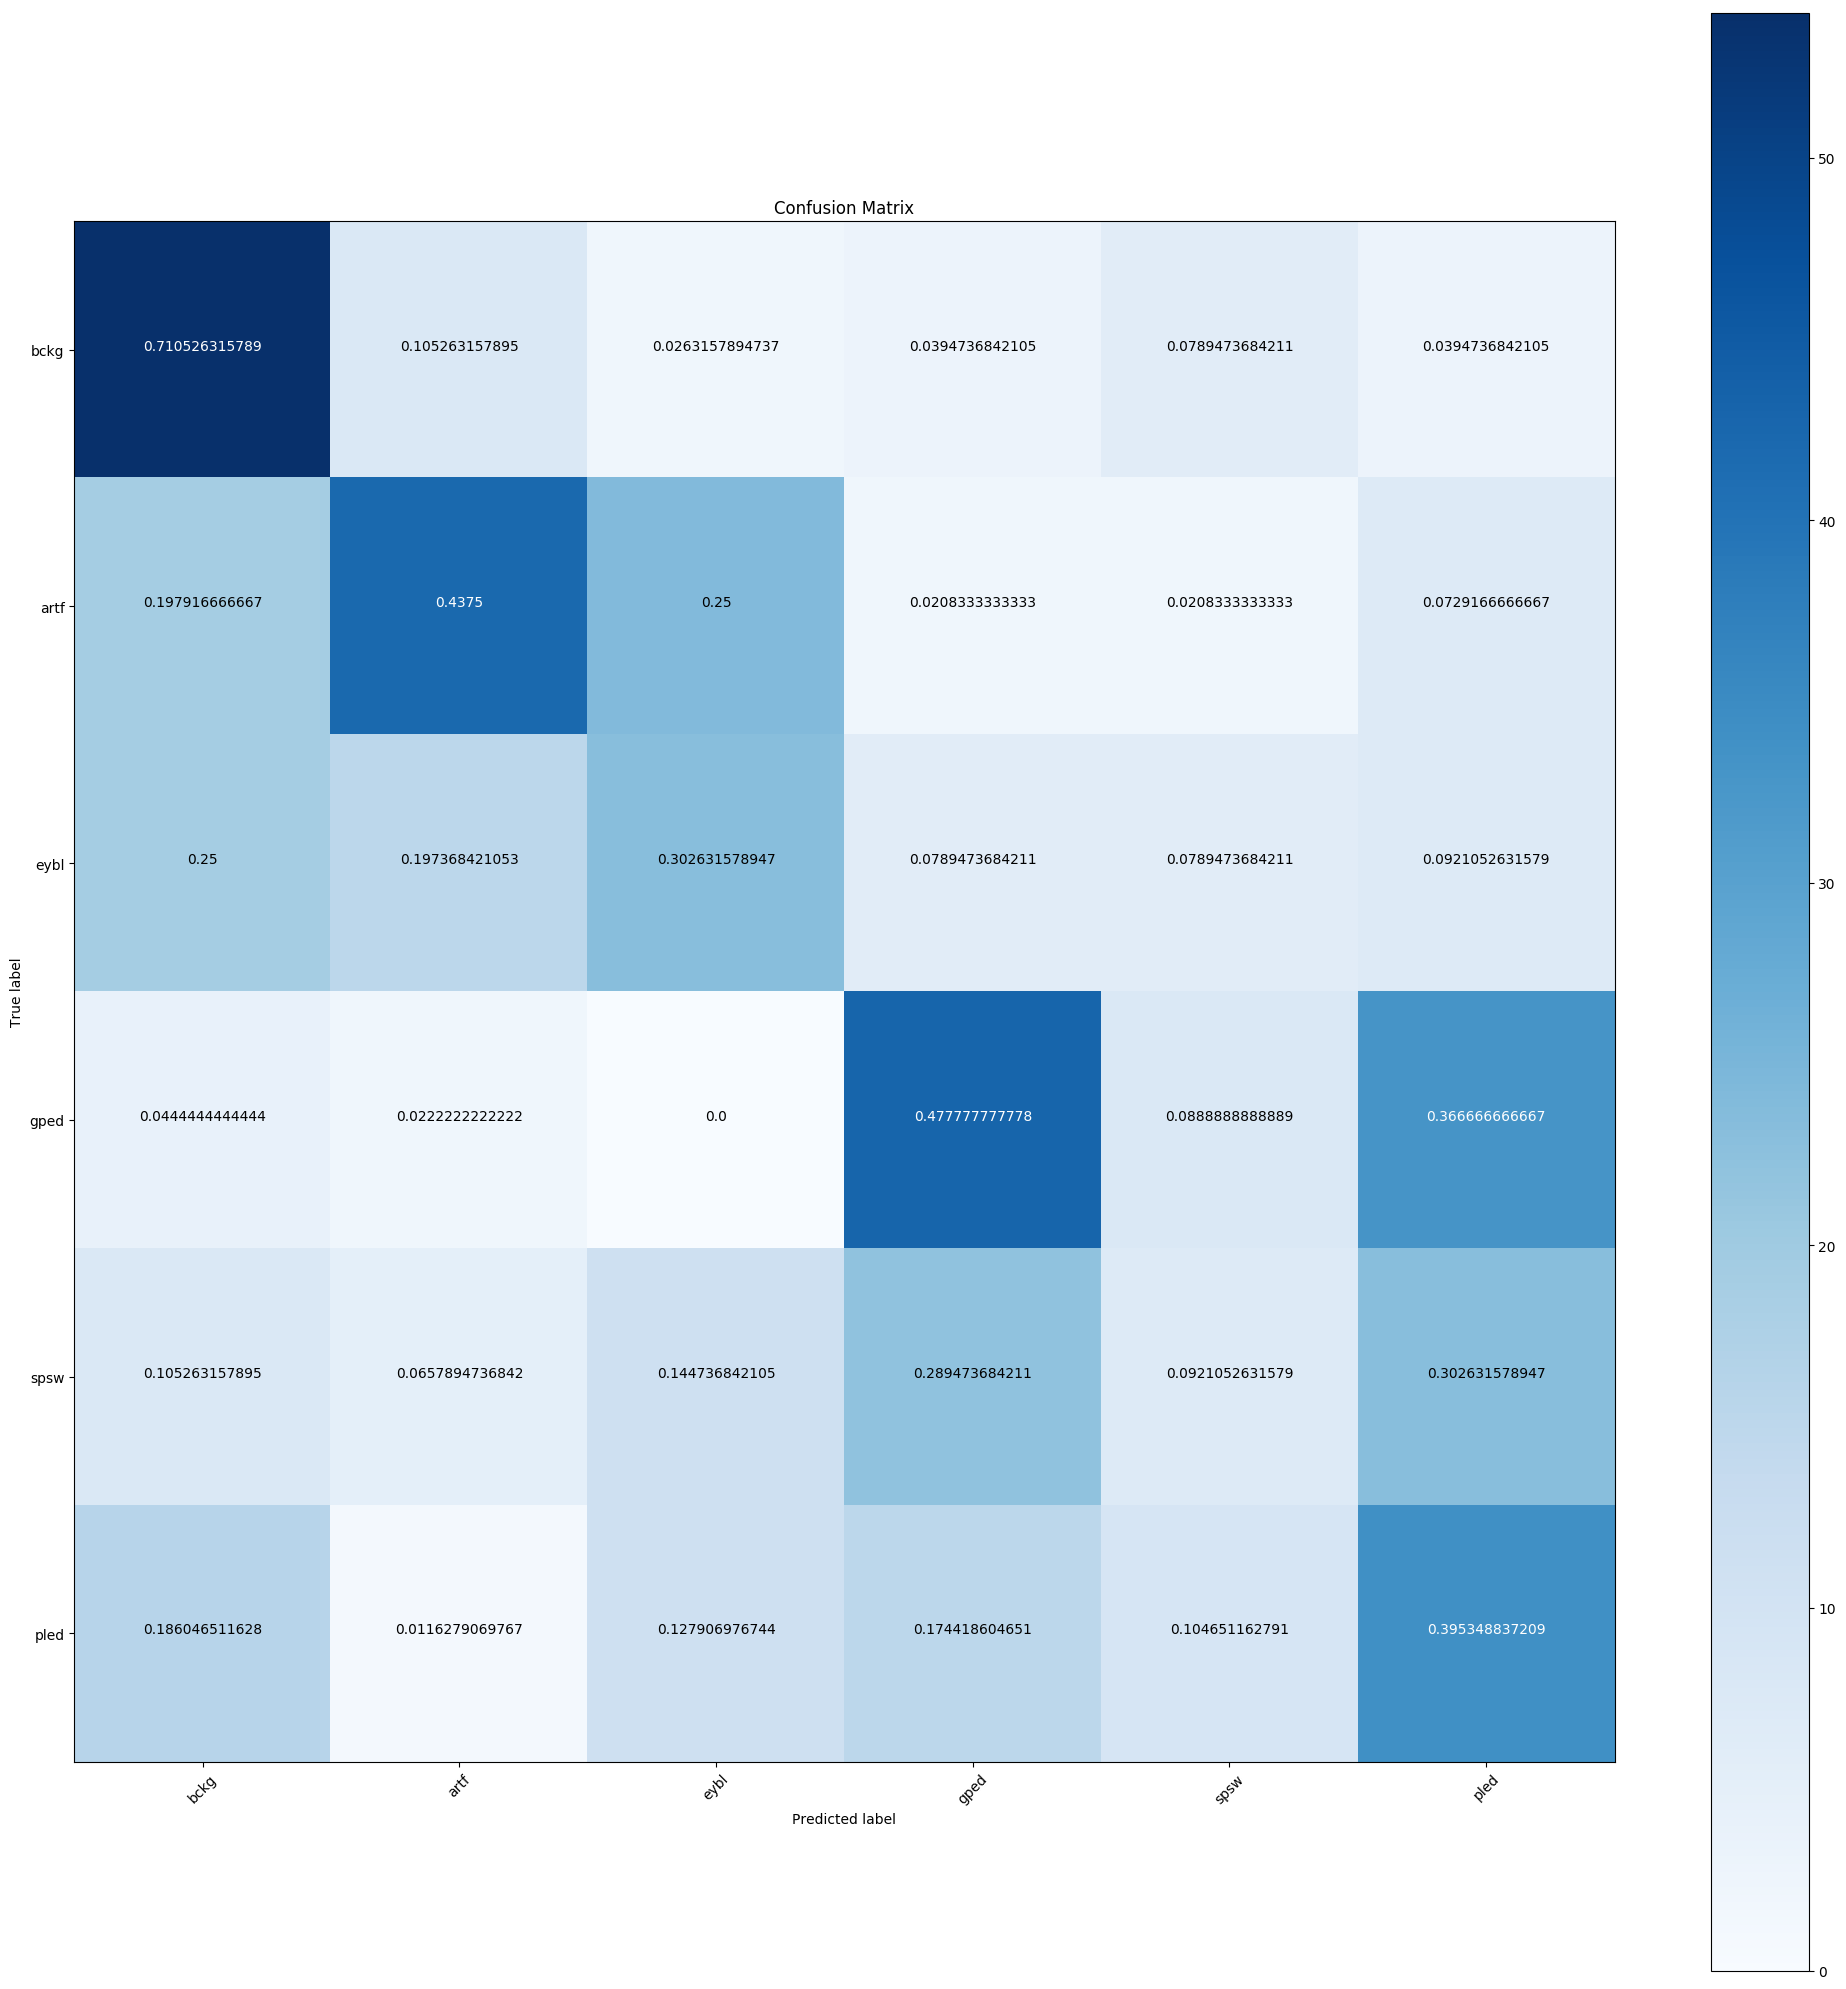 Confusion Matrix
bckg 0.710526315789 0.105263157895 0.0263157894737 0.0394736842105 0.0789473684211 0.0394736842105
artf 0.197916666667 0.4375 0.25 0.0208333333333 0.0208333333333 0.0729166666667
eybl 0.25 0.197368421053 0.302631578947 0.0789473684211 0.0789473684211 0.0921052631579
gped 0.0444444444444 0.0222222222222 0.0 0.477777777778 0.0888888888889 0.366666666667
spsw 0.105263157895 0.0657894736842 0.144736842105 0.289473684211 0.0921052631579 0.302631578947
pled 0.186046511628 0.0116279069767 0.127906976744 0.174418604651 0.104651162791 0.395348837209
True label
bckg artf eybl gped spsw pled
Predicted label
50
40
30
20
10
0